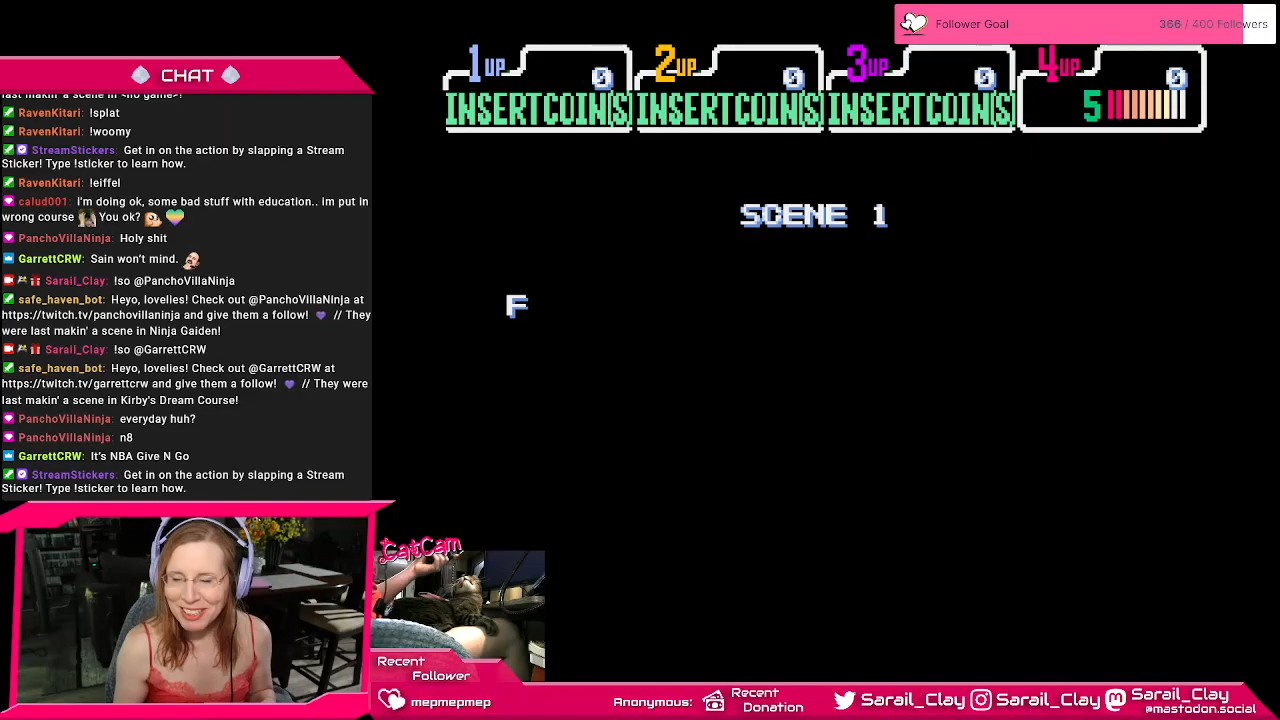 Follower Goal
366 / 400 Followers
1UP 0
2UP 0
3UP 0
4UP 0
INSERTCOIN(S)
INSERTCOIN(S)
INSERTCOIN(S)
5
SCENE 1
F
CHAT
last makin' a scene in <no game>!
RavenKitari: !splat
RavenKitari: !woomy
StreamStickers: Get in on the action by slapping a Stream
Sticker! Type !sticker to learn how.
RavenKitari: !eiffel
calud001: i'm doing ok, some bad stuff with education.. im put in
wrong course You ok?
PanchoVillaNinja: Holy shit
GarrettCRW: Sain won't mind.
Sarail_Clay: !so @PanchoVillaNinja
safe_haven_bot: Heyo, lovelies! Check out @PanchoVillaNinja at
https://twitch.tv/panchovillaninja and give them a follow! // They
were last makin' a scene in Ninja Gaiden!
Sarail_Clay: !so @GarrettCRW
safe_haven_bot: Heyo, lovelies! Check out @GarrettCRW at
https://twitch.tv/garrettcrw and give them a follow! // They were
last makin' a scene in Kirby's Dream Course!
PanchoVillaNinja: everyday huh?
PanchoVillaNinja: n8
GarrettCRW: It's NBA Give N Go
StreamStickers: Get in on the action by slapping a Stream
Sticker! Type !sticker to learn how.
CatCam
Recent
Follower
mepmepmep
Anonymous:
Recent
Donation
Sarail_Clay
Sarail_Clay
Sarail_Clay
@mastodon.social